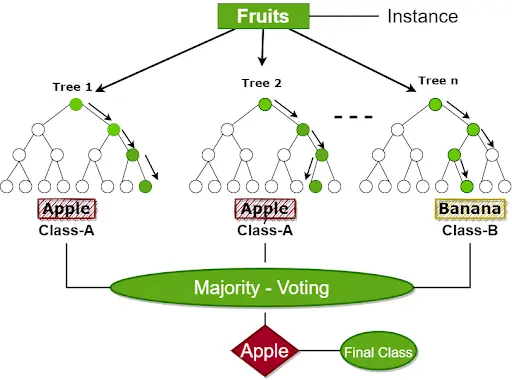 Fruits
Instance
Tree 1
Tree 2
Tree n
Apple
Apple
Banana
Class-A
Class-A
Class-B
Majority - Voting
Apple
Final Class